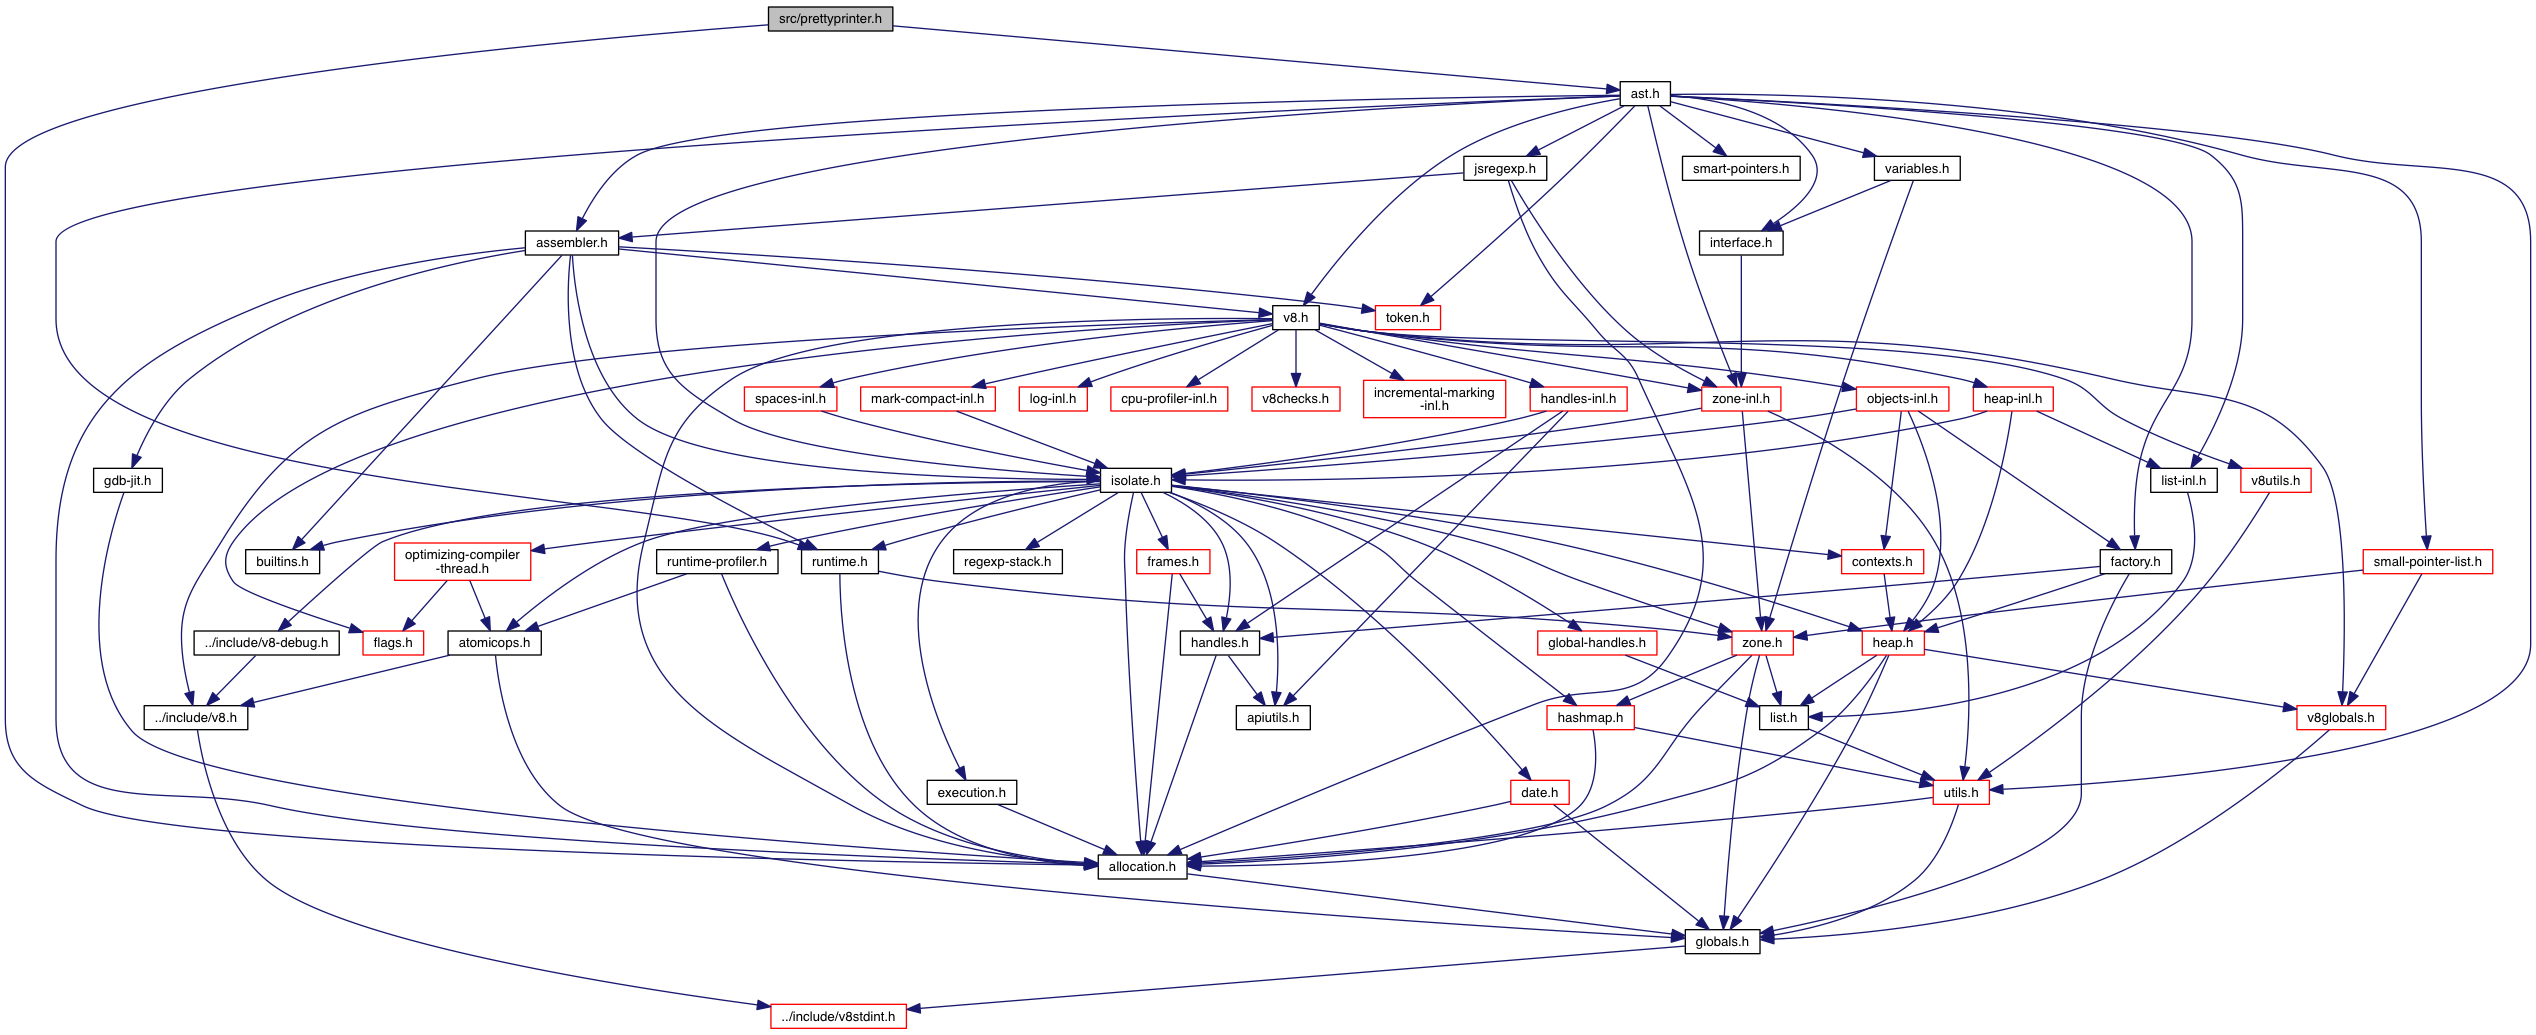 src/prettyprinter.h
ast.h
jsregexp.h
smart-pointers.h
variables.h
assembler.h
interface.h
v8.h
token.h
spaces-inl.h
mark-compact-inl.h
log-inl.h
cpu-profiler-inl.h
v8checks.h
incremental-marking
-inl.h
handles-inl.h
zone-inl.h
objects-inl.h
heap-inl.h
gdb-jit.h
isolate.h
list-inl.h
v8utils.h
builtins.h
optimizing-compiler
-thread.h
runtime-profiler.h
runtime.h
regexp-stack.h
frames.h
contexts.h
factory.h
small-pointer-list.h
../include/v8-debug.h
flags.h
atomicops.h
handles.h
global-handles.h
zone.h
heap.h
../include/v8.h
apiutils.h
hashmap.h
list.h
v8globals.h
execution.h
date.h
utils.h
allocation.h
globals.h
../include/v8stdint.h